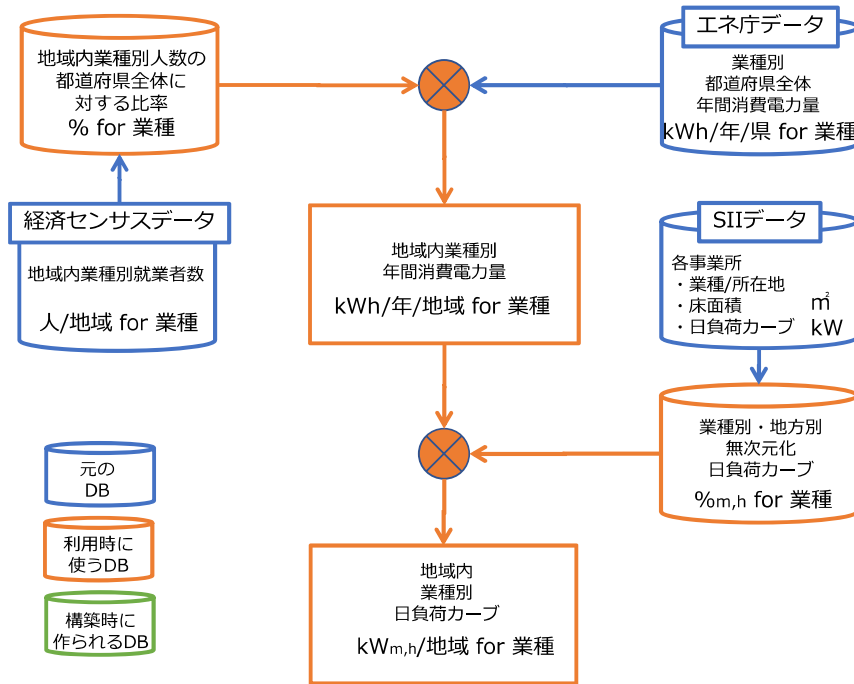 地域内業種別人数の
都道府県全体に
対する比率
% for 業種
エネ庁データ
業種別
都道府県全体
年間消費電力量
kWh/年/県 for 業種
経済センサスデータ
地域内業種別就業者数
人/地域 for 業種
地域内業種別
年間消費電力量
kWh/年/地域 for 業種
SIIデータ
各事業所
・業種/所在地
・床面積 ㎡
・日負荷カーブ kW
業種別・地方別
無次元化
日負荷カーブ
%m,h for 業種
元の
DB
利用時に
使うDB
構築時に
作られるDB
地域内
業種別
日負荷カーブ
kWm,h/地域 for 業種